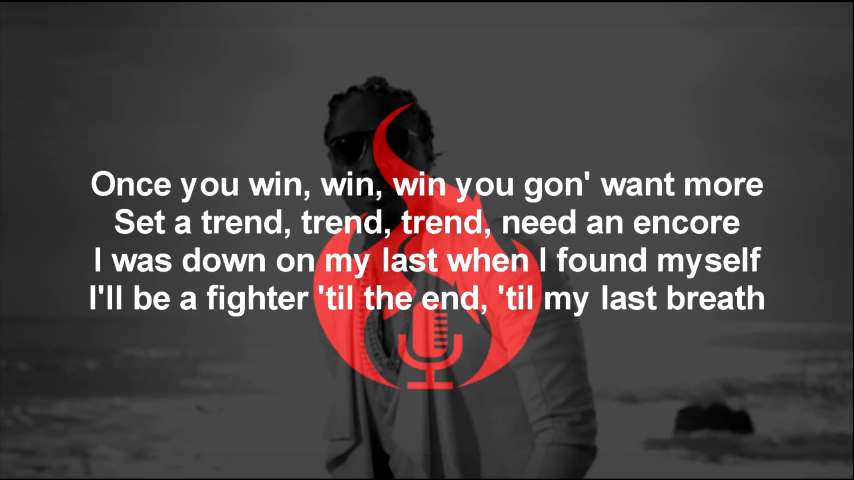 Once you win, win, win you gon' want more
Set a trend, trend, trend, need an encore
I was down on my last when I found myself
I'll be a fighter 'til the end, 'til my last breath